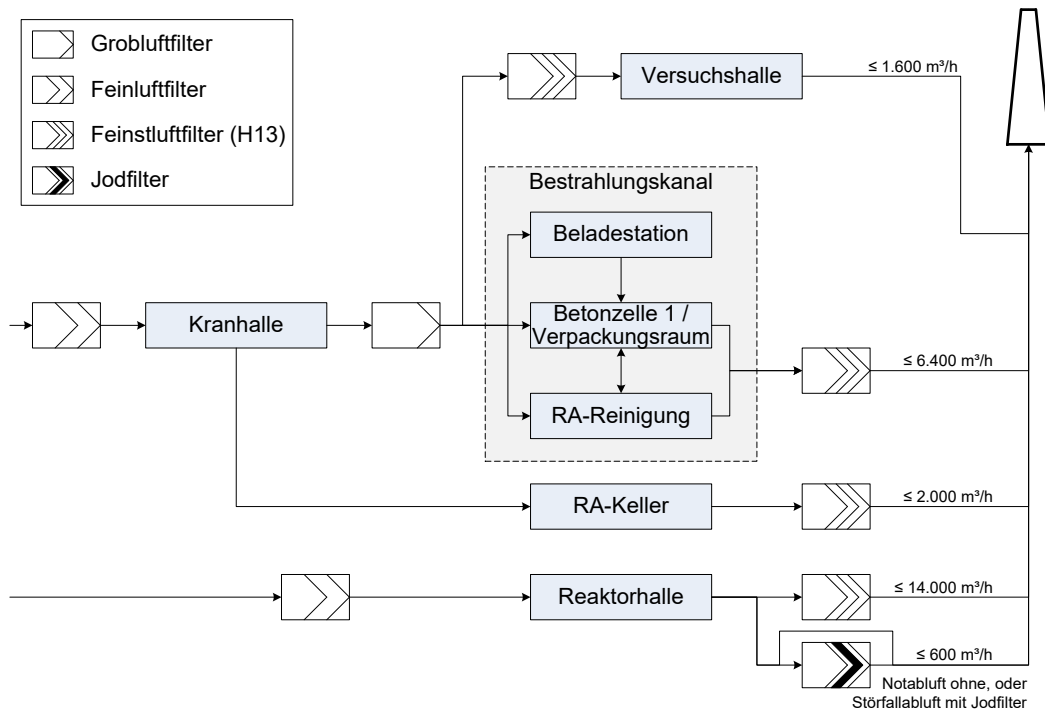 Grobluftfilter
Feinluftfilter
Feinstluftfilter (H13)
Jodfilter
Versuchshalle
≤ 1.600 m³/h
Bestrahlungskanal
Beladestation
Kranhalle
Betonzelle 1 /
Verpackungsraum
≤ 6.400 m³/h
RA-Reinigung
RA-Keller
≤ 2.000 m³/h
Reaktorhalle
≤ 14.000 m³/h
≤ 600 m³/h
Notabluft ohne, oder
Störfallabluft mit Jodfilter